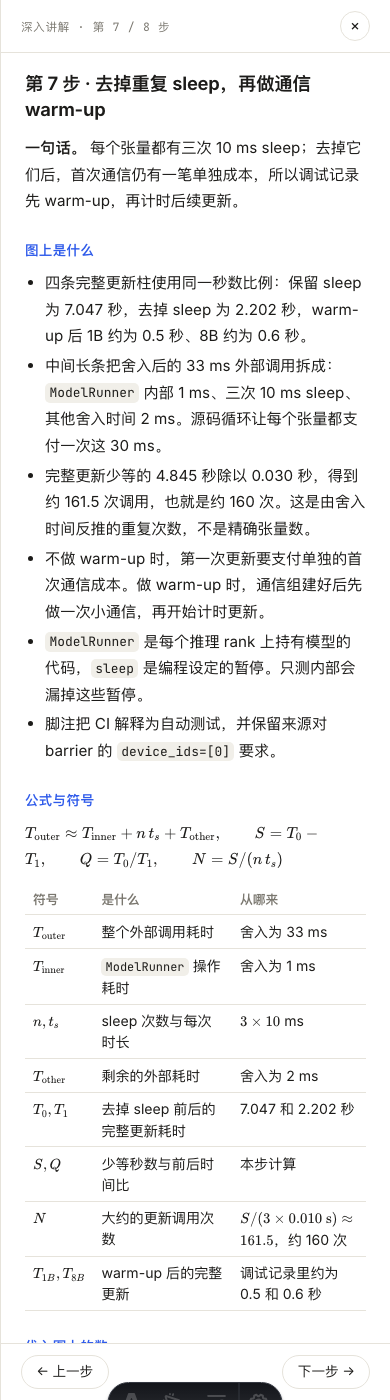 深入讲解 · 第 7 / 8 步
×
第 7 步 · 去掉重复 sleep，再做通信
warm-up
一句话。 每个张量都有三次 10 ms sleep；去掉它
们后，首次通信仍有一笔单独成本，所以调试记录
先 warm-up，再计时后续更新。
图上是什么
• 四条完整更新柱使用同一秒数比例：保留 sleep
为 7.047 秒，去掉 sleep 为 2.202 秒，warm-
up 后 1B 约为 0.5 秒、8B 约为 0.6 秒。
• 中间长条把舍入后的 33 ms 外部调用拆成：
ModelRunner 内部 1 ms、三次 10 ms sleep、
其他舍入时间 2 ms。源码循环让每个张量都支
付一次这 30 ms。
• 完整更新少等的 4.845 秒除以 0.030 秒，得到
约 161.5 次调用，也就是约 160 次。这是由舍入
时间反推的重复次数，不是精确张量数。
• 不做 warm-up 时，第一次更新要支付单独的首
次通信成本。做 warm-up 时，通信组建好后先
做一次小通信，再开始计时更新。
• ModelRunner 是每个推理 rank 上持有模型的
代码，sleep 是编程设定的暂停。只测内部会
漏掉这些暂停。
• 脚注把 CI 解释为自动测试，并保留来源对
barrier 的 device_ids=[0] 要求。
公式与符号
T_outer ≈ T_inner + n t_s + T_other, S = T_0 −
T_1, Q = T_0/T_1, N = S/(n t_s)
符号 是什么 从哪来
T_outer 整个外部调用耗时 舍入为 33 ms
T_inner ModelRunner 操作 舍入为 1 ms
耗时
n, t_s sleep 次数与每次 3 × 10 ms
时长
T_other 剩余的外部耗时 舍入为 2 ms
T_0, T_1 去掉 sleep 前后的 7.047 和 2.202 秒
完整更新耗时
S, Q 少等秒数与前后时 本步计算
间比
N 大约的更新调用次 S/(3 × 0.010 s) ≈
数 161.5，约 160 次
T_1B, T_8B warm-up 后的完整 调试记录里约为
更新 0.5 和 0.6 秒
← 上一步
下一步 →